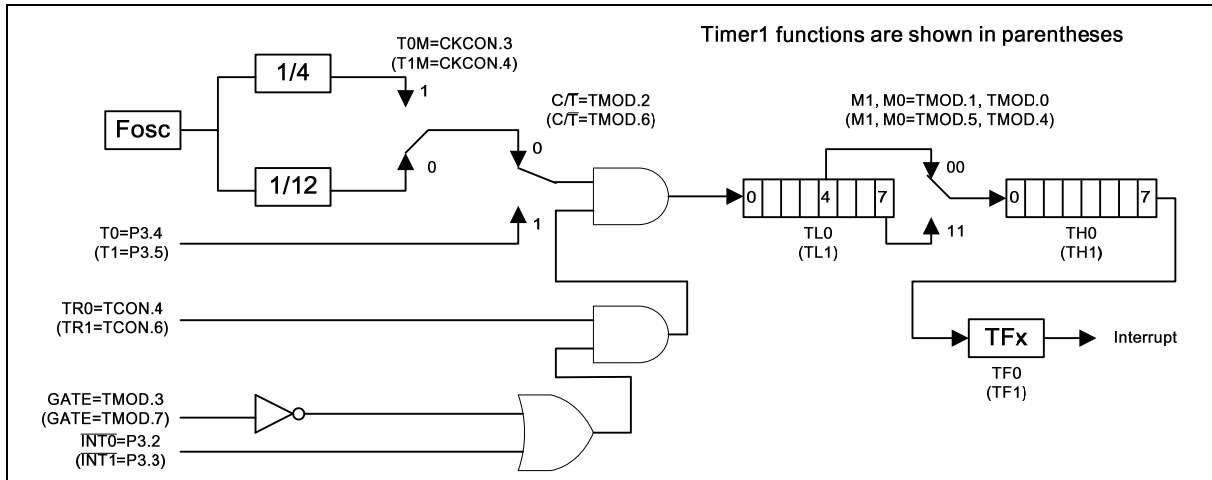 Timer1 functions are shown in parentheses
T0M=CKCON.3
(T1M=CKCON.4)
1/4
1
Fosc
C/T̅=TMOD.2
(C/T̅=TMOD.6)
M1, M0=TMOD.1, TMOD.0
(M1, M0=TMOD.5, TMOD.4)
0
0
00
1/12
0 4 7
0 7
T0=P3.4
(T1=P3.5)
1
11
TL0
(TL1)
TH0
(TH1)
TR0=TCON.4
(TR1=TCON.6)
TFx
Interrupt
TF0
(TF1)
GATE=TMOD.3
(GATE=TMOD.7)
I̅N̅T̅0̅=P3.2
(I̅N̅T̅1̅=P3.3)